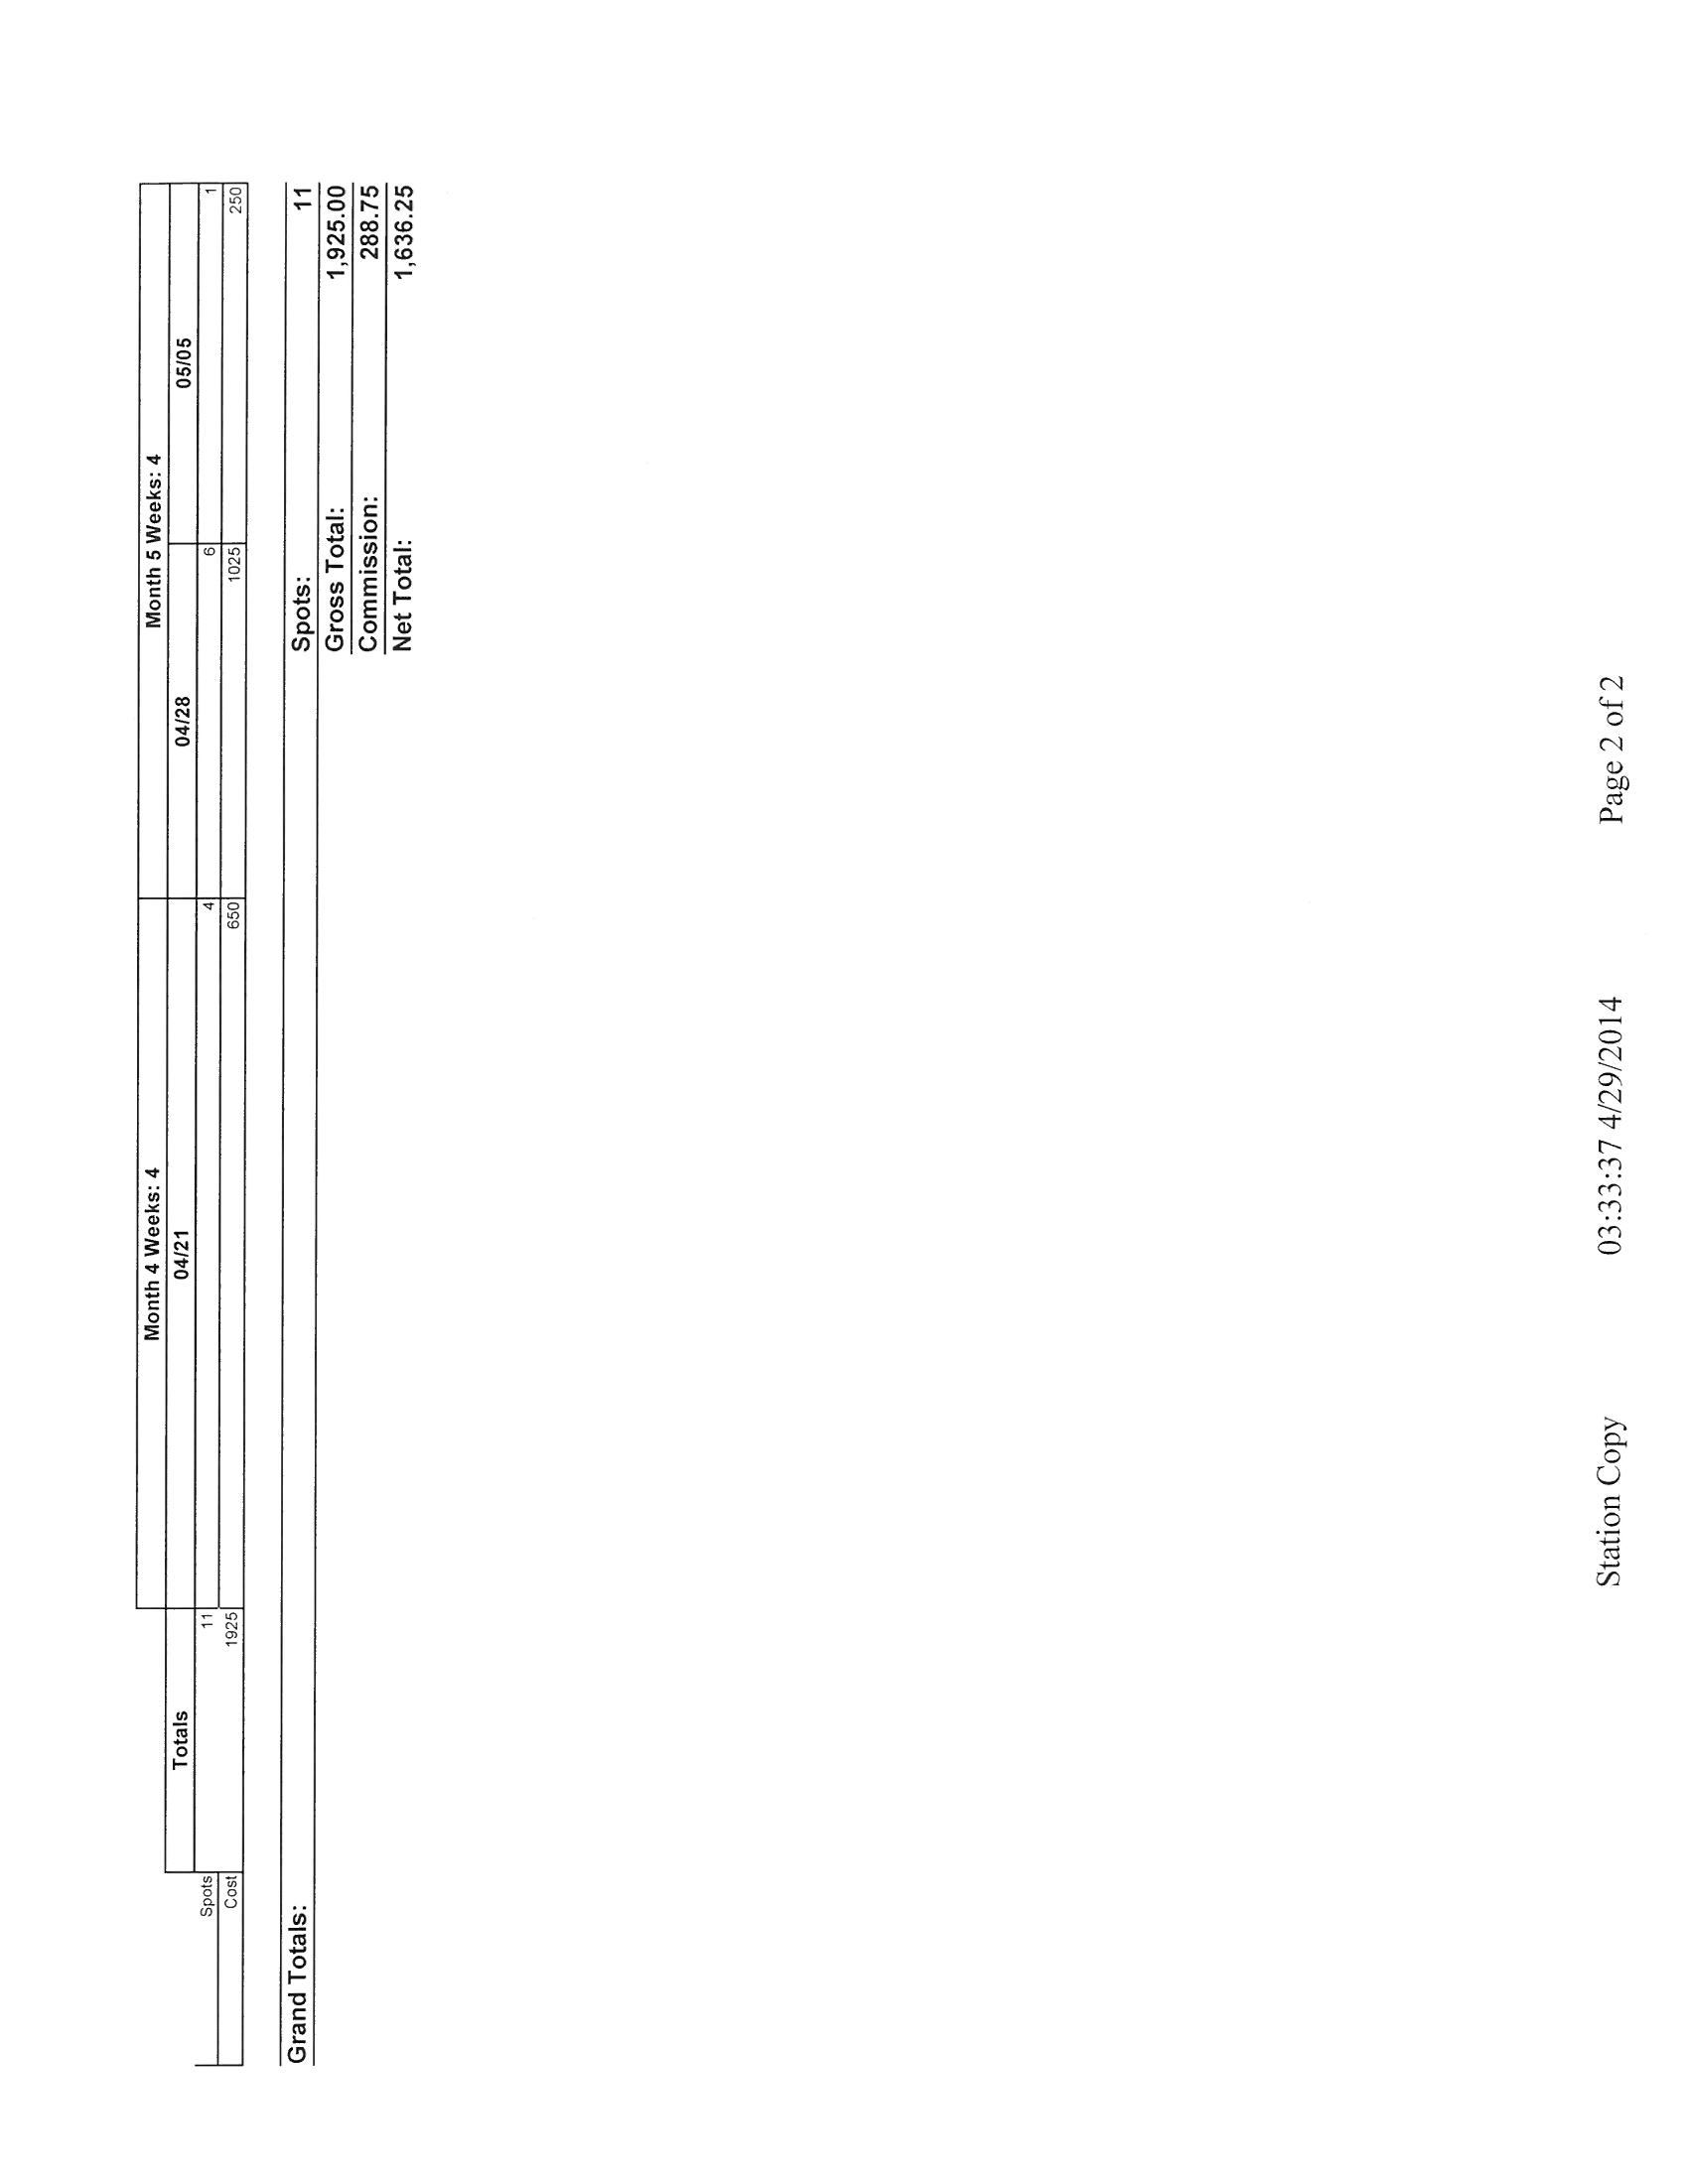 Month 4 Weeks: 4 Month 5 Weeks: 4
Totals 04/21 04/28 05/05
Spots 11 4 6 1
Cost 1925 650 1025 250
Grand Totals: Spots: 11
Gross Total: 1,925.00
Commission: 288.75
Net Total: 1,636.25
Station Copy 03:33:37 4/29/2014 Page 2 of 2